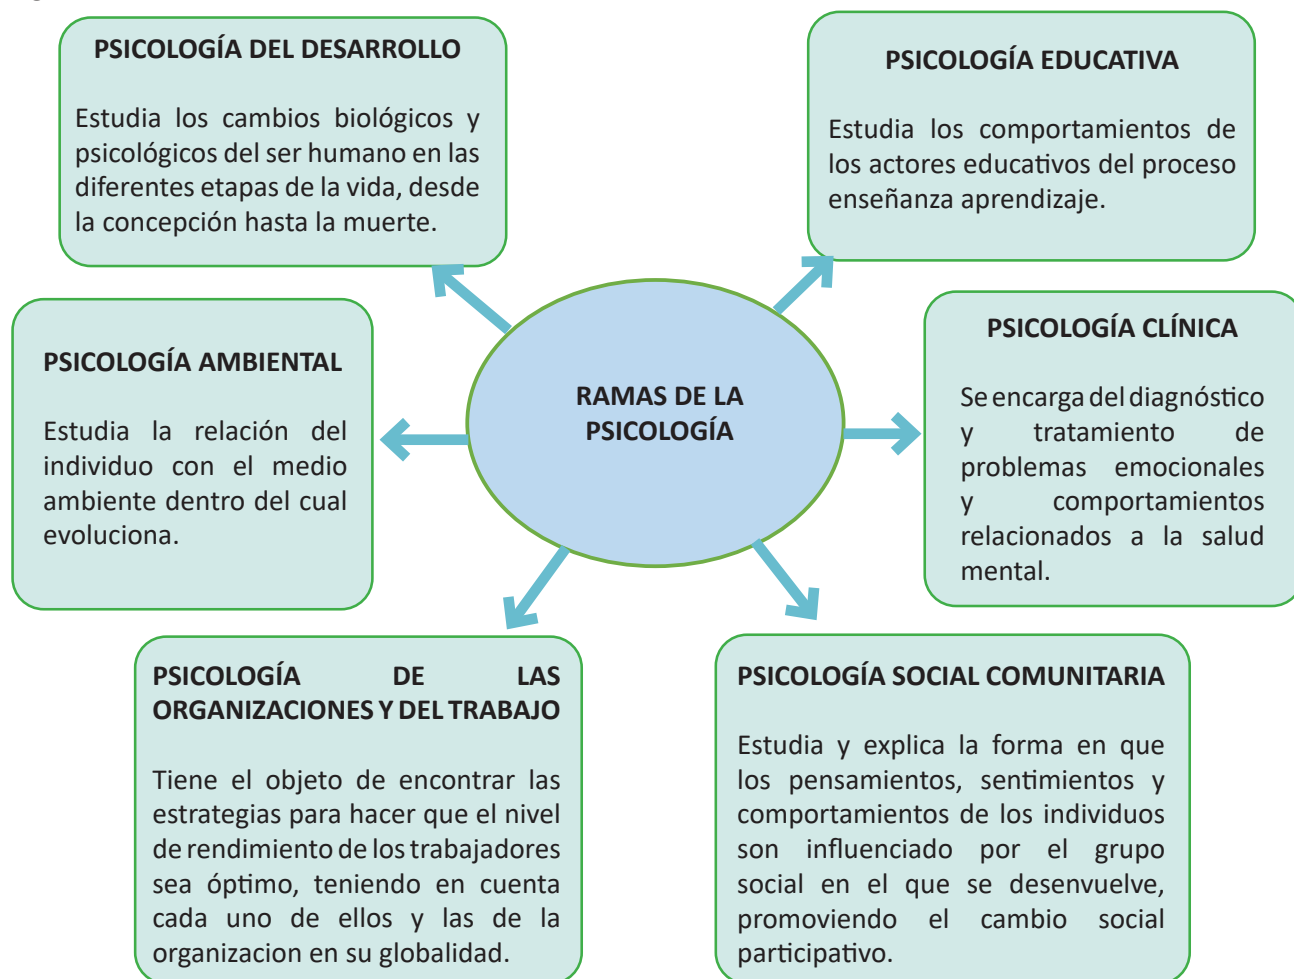 PSICOLOGÍA DEL DESARROLLO
Estudia los cambios biológicos y
psicológicos del ser humano en las
diferentes etapas de la vida, desde
la concepción hasta la muerte.
PSICOLOGÍA EDUCATIVA
Estudia los comportamientos de
los actores educativos del proceso
enseñanza aprendizaje.
PSICOLOGÍA AMBIENTAL
Estudia la relación del
individuo con el medio
ambiente dentro del cual
evoluciona.
RAMAS DE LA
PSICOLOGÍA
PSICOLOGÍA CLÍNICA
Se encarga del diagnóstico
y tratamiento de
problemas emocionales
y comportamientos
relacionados a la salud
mental.
PSICOLOGÍA DE LAS
ORGANIZACIONES Y DEL TRABAJO
Tiene el objeto de encontrar las
estrategias para hacer que el nivel
de rendimiento de los trabajadores
sea óptimo, teniendo en cuenta
cada uno de ellos y las de la
organizacion en su globalidad.
PSICOLOGÍA SOCIAL COMUNITARIA
Estudia y explica la forma en que
los pensamientos, sentimientos y
comportamientos de los individuos
son influenciado por el grupo
social en el que se desenvuelve,
promoviendo el cambio social
participativo.